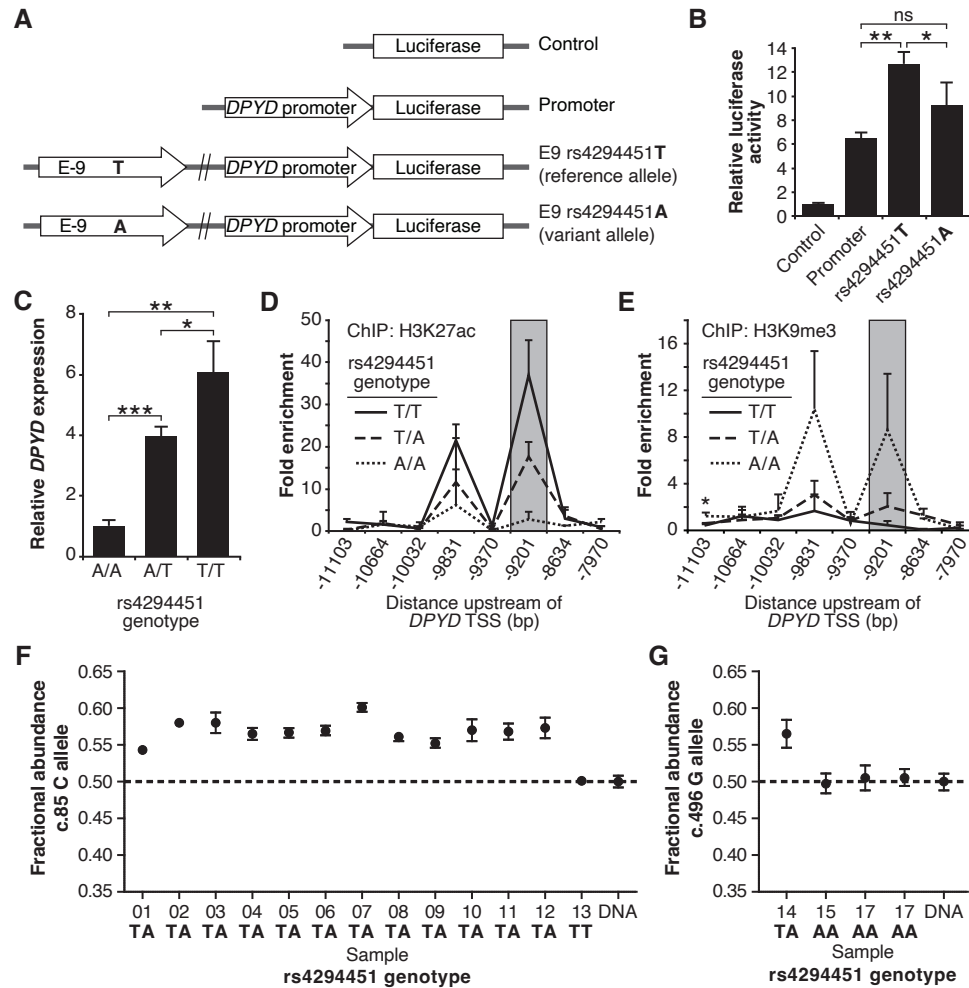 A
Luciferase
Control
DPYD promoter
Luciferase
Promoter
E-9 T
DPYD promoter
Luciferase
E9 rs4294451T
(reference allele)
E-9 A
DPYD promoter
Luciferase
E9 rs4294451A
(variant allele)
B
ns
** *
Relative luciferase
activity
14
12
10
8
6
4
2
0
Control
Promoter
rs4294451T
rs4294451A
C
Relative DPYD expression
8
6
4
2
0
**
*
***
A/A A/T T/T
rs4294451
genotype
D
Fold enrichment
50
40
30
20
10
0
ChIP: H3K27ac
rs4294451
genotype
T/T
T/A
A/A
-11103
-10664
-10032
-9831
-9370
-9201
-8634
-7970
Distance upstream of
DPYD TSS (bp)
E
Fold enrichment
16
12
8
4
0
ChIP: H3K9me3
rs4294451
genotype
T/T
T/A
A/A
*
-11103
-10664
-10032
-9831
-9370
-9201
-8634
-7970
Distance upstream of
DPYD TSS (bp)
F
Fractional abundance
c.85 C allele
0.65
0.60
0.55
0.50
0.45
0.40
0.35
01 02 03 04 05 06 07 08 09 10 11 12 13 DNA
TA TA TA TA TA TA TA TA TA TA TA TA TT
Sample
rs4294451 genotype
G
Fractional abundance
c.496 G allele
0.65
0.60
0.55
0.50
0.45
0.40
0.35
14 15 17 17 DNA
TA AA AA AA
Sample
rs4294451 genotype